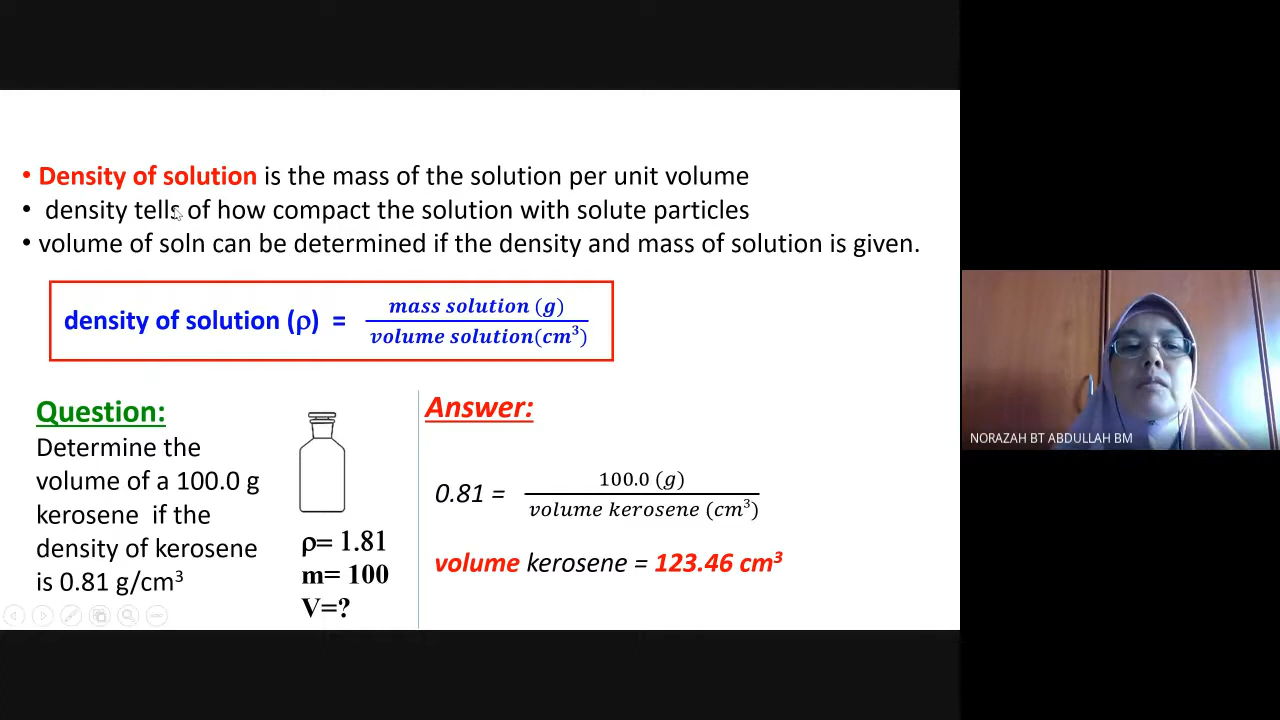 • Density of solution is the mass of the solution per unit volume
• density tells of how compact the solution with solute particles
• volume of soln can be determined if the density and mass of solution is given.
density of solution (ρ) = mass solution (g) / volume solution(cm³)
Question:
Determine the
volume of a 100.0 g
kerosene if the
density of kerosene
is 0.81 g/cm³
ρ= 1.81
m= 100
V=?
Answer:
0.81 = 100.0 (g) / volume kerosene (cm³)
volume kerosene = 123.46 cm³
NORAZAH BT ABDULLAH BM